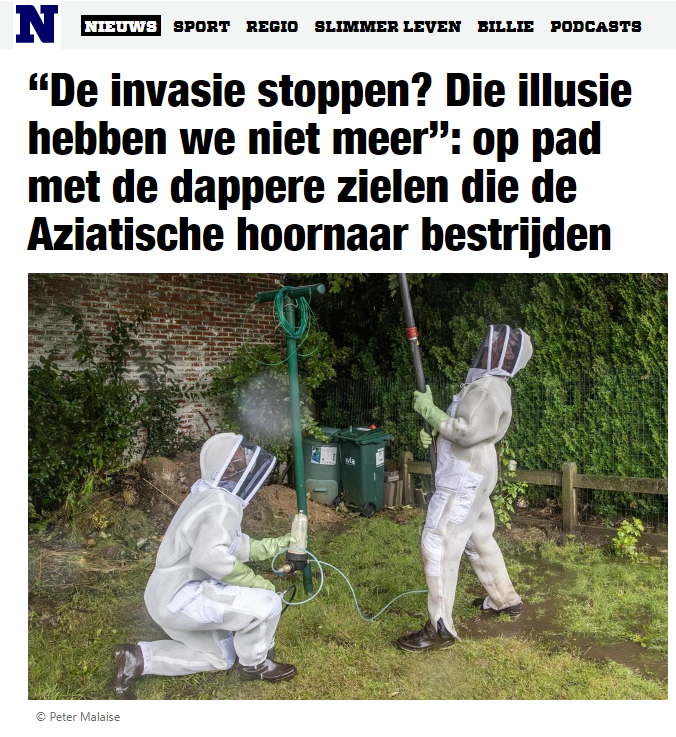 N
NIEUWS SPORT REGIO SLIMMER LEVEN BILLIE PODCASTS
“De invasie stoppen? Die illusie
hebben we niet meer”: op pad
met de dappere zielen die de
Aziatische hoornaar bestrijden
© Peter Malaise